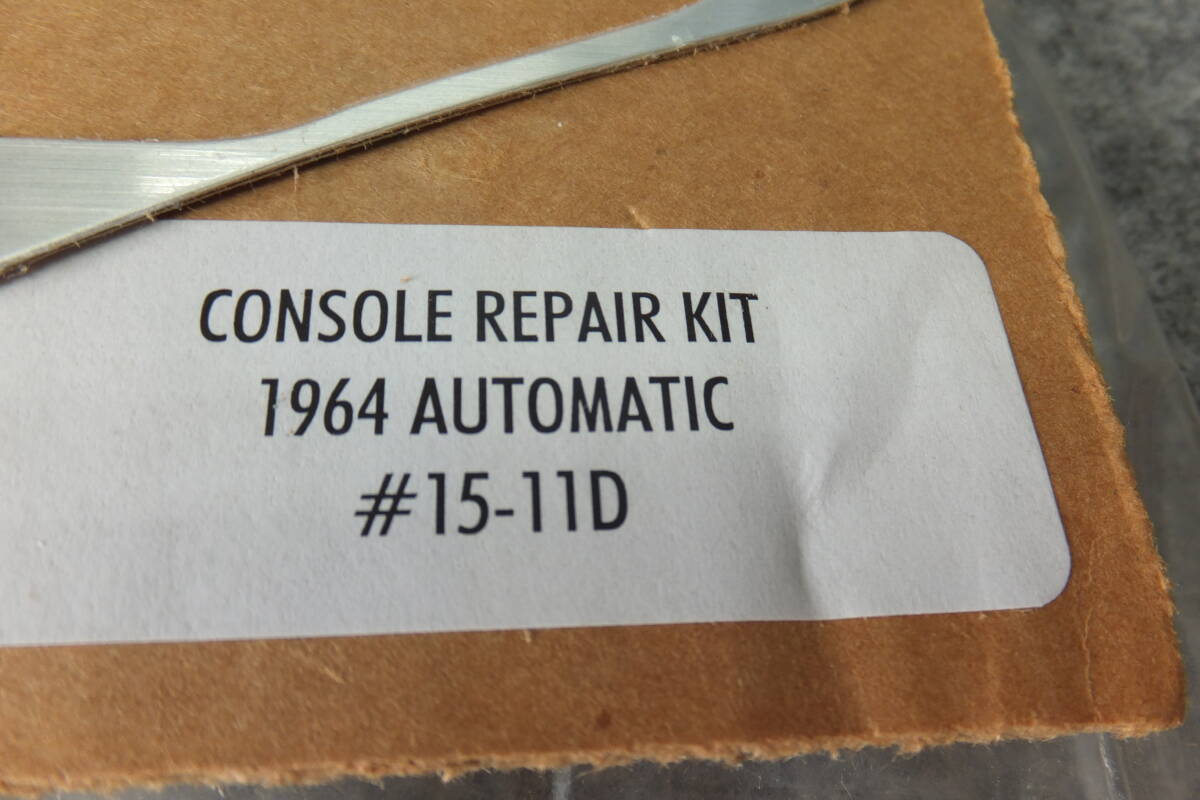 CONSOLE REPAIR KIT
1964 AUTOMATIC
#15-11D